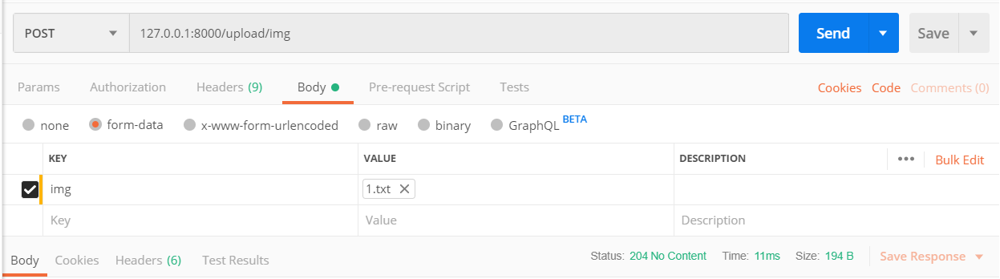 POST 127.0.0.1:8000/upload/img Send Save
Params Authorization Headers (9) Body Pre-request Script Tests Cookies Code Comments (0)
none form-data x-www-form-urlencoded raw binary GraphQL BETA
KEY VALUE DESCRIPTION ••• Bulk Edit
img 1.txt
Key Value Description
Body Cookies Headers (6) Test Results Status: 204 No Content Time: 11ms Size: 194 B Save Response